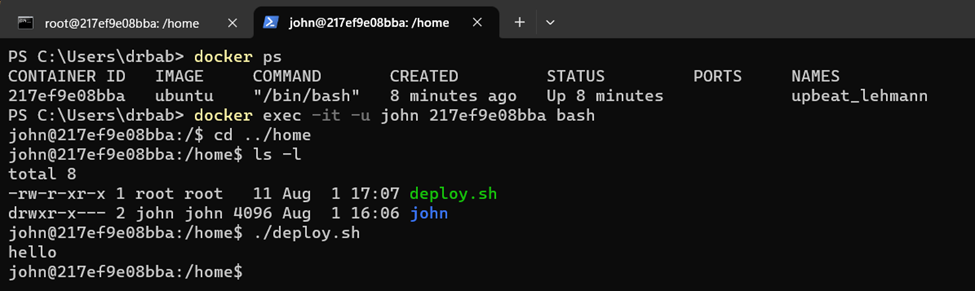 root@217ef9e08bba: /home
john@217ef9e08bba: /home
PS C:\Users\drbab> docker ps
CONTAINER ID   IMAGE     COMMAND       CREATED         STATUS         PORTS     NAMES
217ef9e08bba   ubuntu    "/bin/bash"   8 minutes ago   Up 8 minutes             upbeat_lehmann
PS C:\Users\drbab> docker exec -it -u john 217ef9e08bba bash
john@217ef9e08bba:/$ cd ../home
john@217ef9e08bba:/home$ ls -l
total 8
-rw-r-xr-x 1 root root   11 Aug  1 17:07 deploy.sh
drwxr-x--- 2 john john 4096 Aug  1 16:06 john
john@217ef9e08bba:/home$ ./deploy.sh
hello
john@217ef9e08bba:/home$